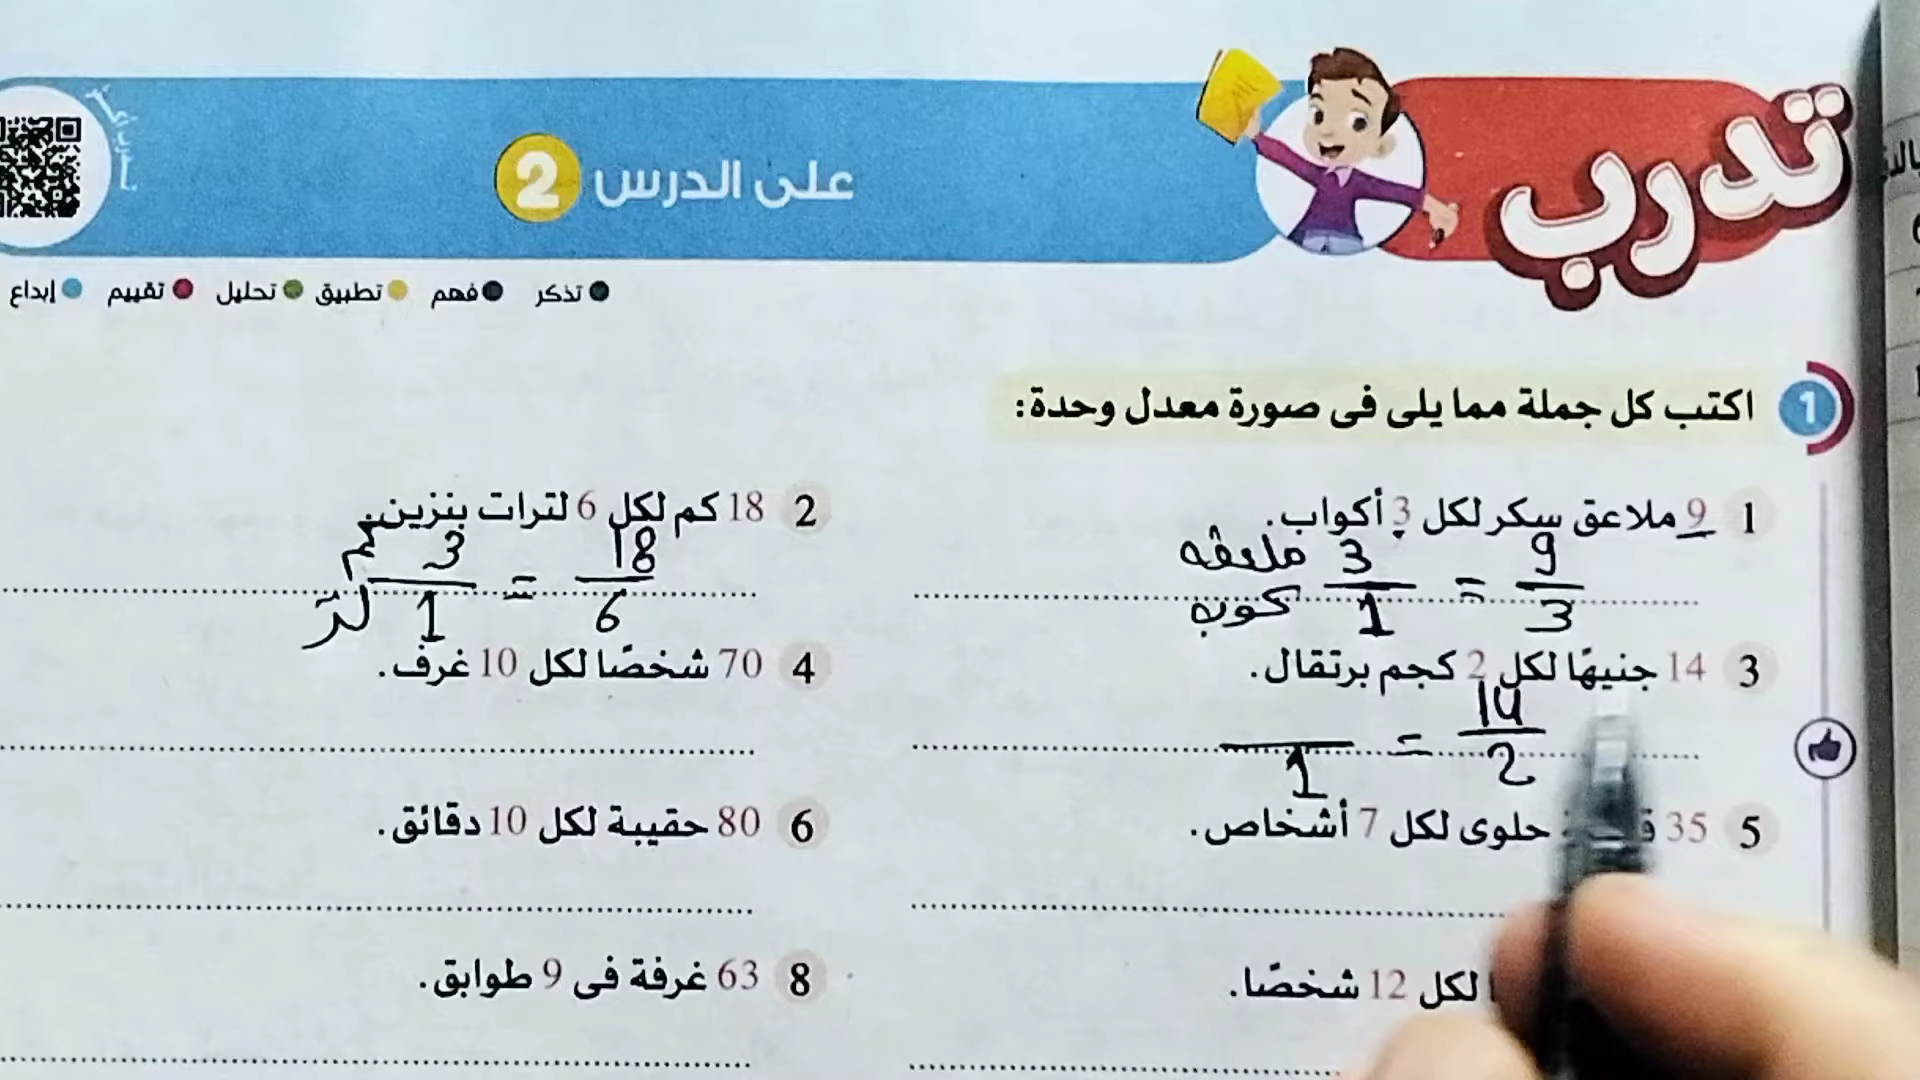 تدرب
على الدرس 2
تذكر فهم تطبيق تحليل تقييم إبداع
1 اكتب كل جملة مما يلى فى صورة معدل وحدة:
1 9 ملاعق سكر لكل 3 أكواب.
9/3 = 3/1 ملعقه كوب
2 18 كم لكل 6 لترات بنزين.
18/6 = 3/1 كم لتر
3 14 جنيهًا لكل 2 كجم برتقال.
14/2 = /1
4 70 شخصًا لكل 10 غرف.
5 35 حلوى لكل 7 أشخاص.
6 80 حقيبة لكل 10 دقائق.
لكل 12 شخصًا.
8 63 غرفة فى 9 طوابق.